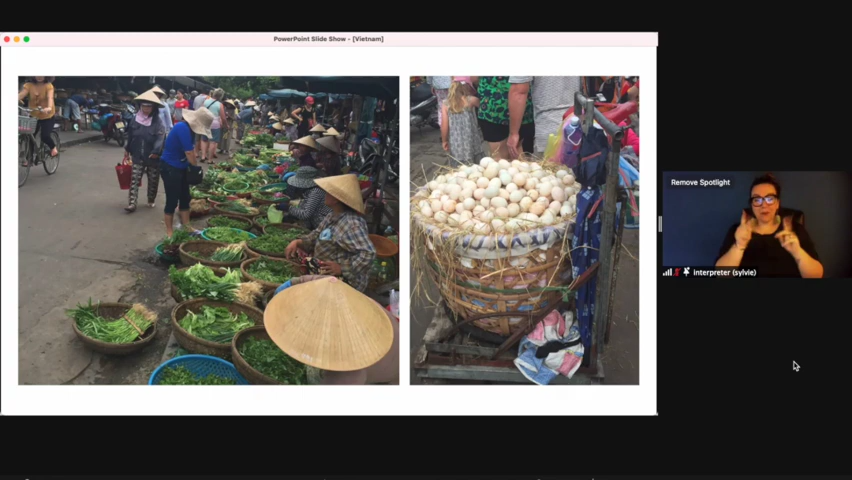 PowerPoint Slide Show - [Vietnam]
Remove Spotlight
interpreter (sylvie)